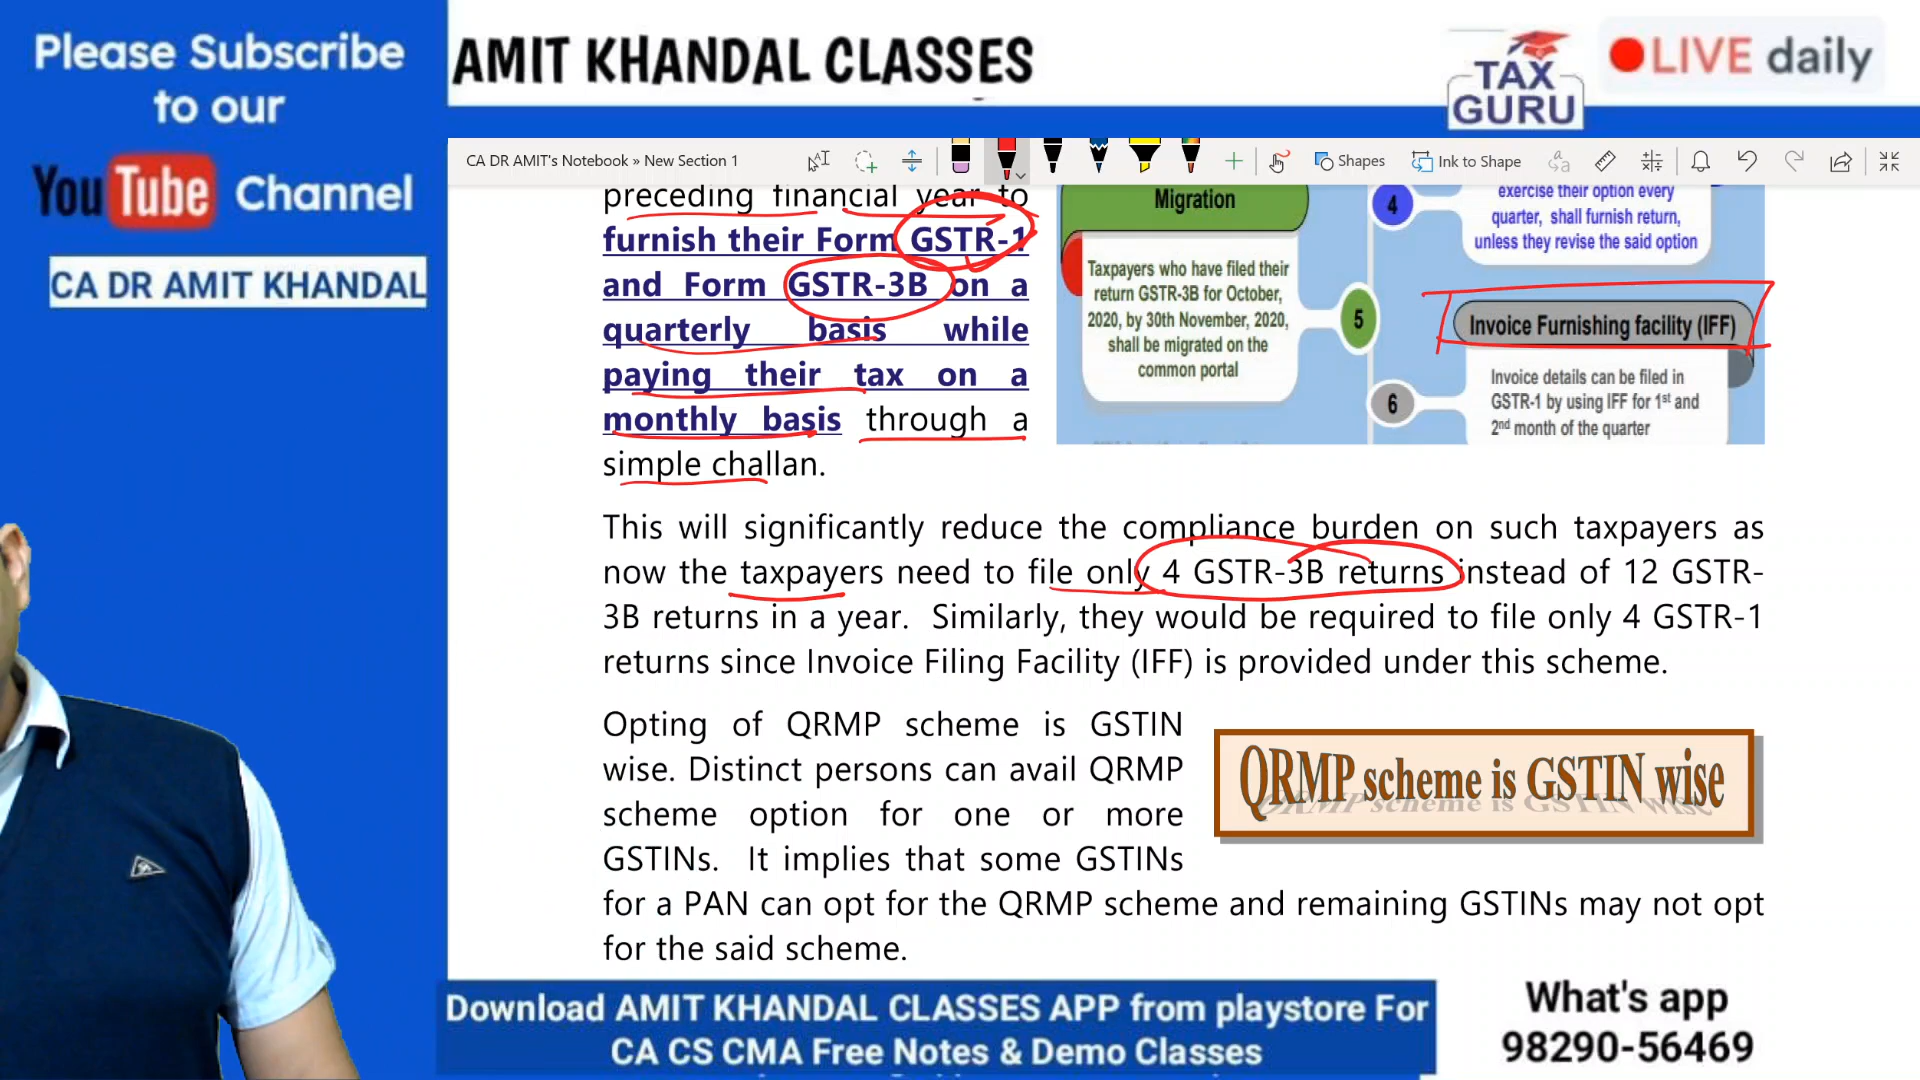 Please Subscribe
to our
YouTube Channel
CA DR AMIT KHANDAL
AMIT KHANDAL CLASSES
TAX
GURU
LIVE daily
CA DR AMIT's Notebook » New Section 1
Shapes
Ink to Shape
preceding financial year to
furnish their Form GSTR-1
and Form GSTR-3B on a
quarterly basis while
paying their tax on a
monthly basis through a
simple challan.
Migration
Taxpayers who have filed their
return GSTR-3B for October,
2020, by 30th November, 2020,
shall be migrated on the
common portal
4
exercise their option every
quarter, shall furnish return,
unless they revise the said option
5
Invoice Furnishing facility (IFF)
6
Invoice details can be filed in
GSTR-1 by using IFF for 1st and
2nd month of the quarter
This will significantly reduce the compliance burden on such taxpayers as
now the taxpayers need to file only 4 GSTR-3B returns instead of 12 GSTR-
3B returns in a year. Similarly, they would be required to file only 4 GSTR-1
returns since Invoice Filing Facility (IFF) is provided under this scheme.
Opting of QRMP scheme is GSTIN
wise. Distinct persons can avail QRMP
scheme option for one or more
GSTINs. It implies that some GSTINs
for a PAN can opt for the QRMP scheme and remaining GSTINs may not opt
for the said scheme.
QRMP scheme is GSTIN wise
Download AMIT KHANDAL CLASSES APP from playstore For
CA CS CMA Free Notes & Demo Classes
What's app
98290-56469